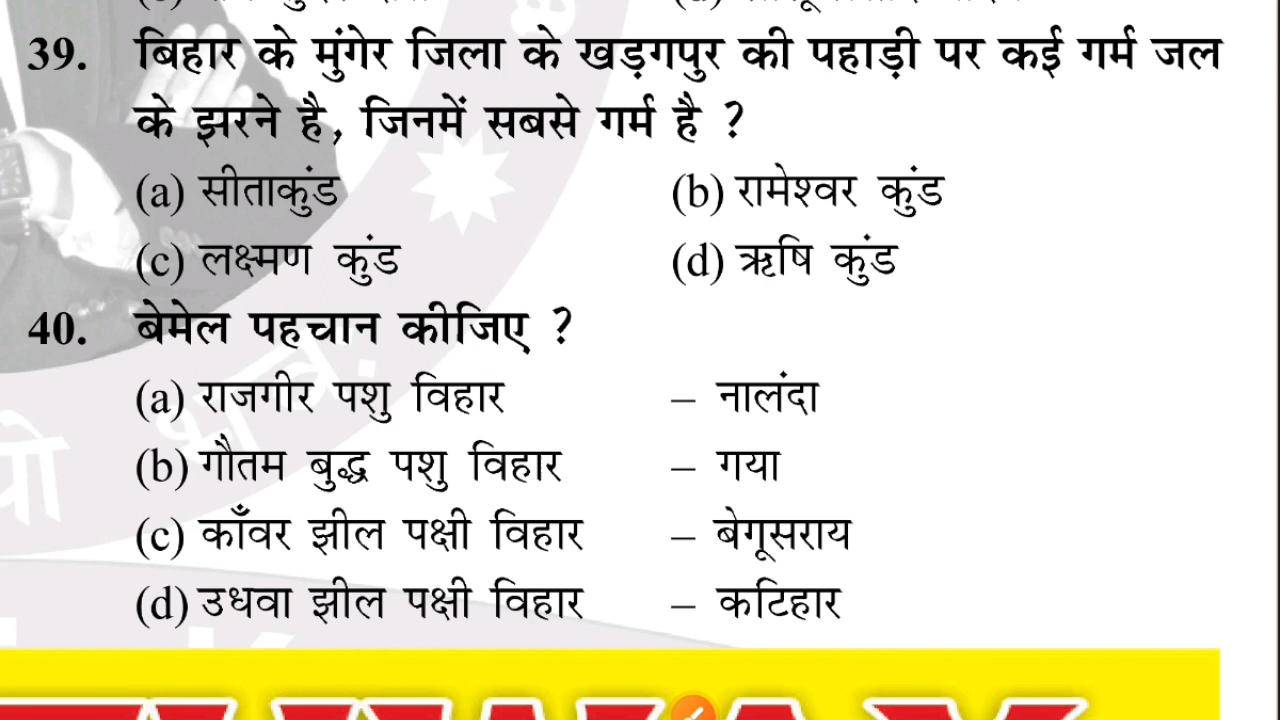 39. बिहार के मुंगेर जिला के खड़गपुर की पहाड़ी पर कई गर्म जल
के झरने है, जिनमें सबसे गर्म है ?
(a) सीताकुंड (b) रामेश्वर कुंड
(c) लक्ष्मण कुंड (d) ऋषि कुंड
40. बेमेल पहचान कीजिए ?
(a) राजगीर पशु विहार – नालंदा
(b) गौतम बुद्ध पशु विहार – गया
(c) काँवर झील पक्षी विहार – बेगूसराय
(d) उधवा झील पक्षी विहार – कटिहार